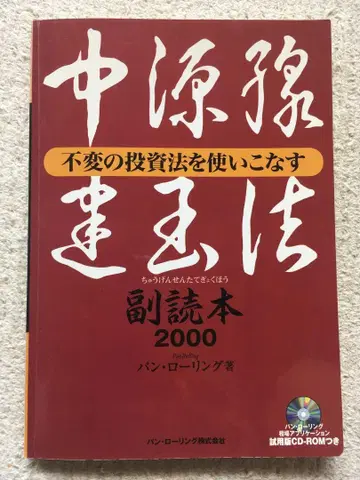 中源線
不変の投資法を使いこなす
建玉法
ちゅうげんせんたてぎょくほう
副読本
2000
Pan Rolling
パン・ローリング著
パン・ローリング
相場アプリケーション
試用版CD-ROMつき
パン・ローリング株式会社